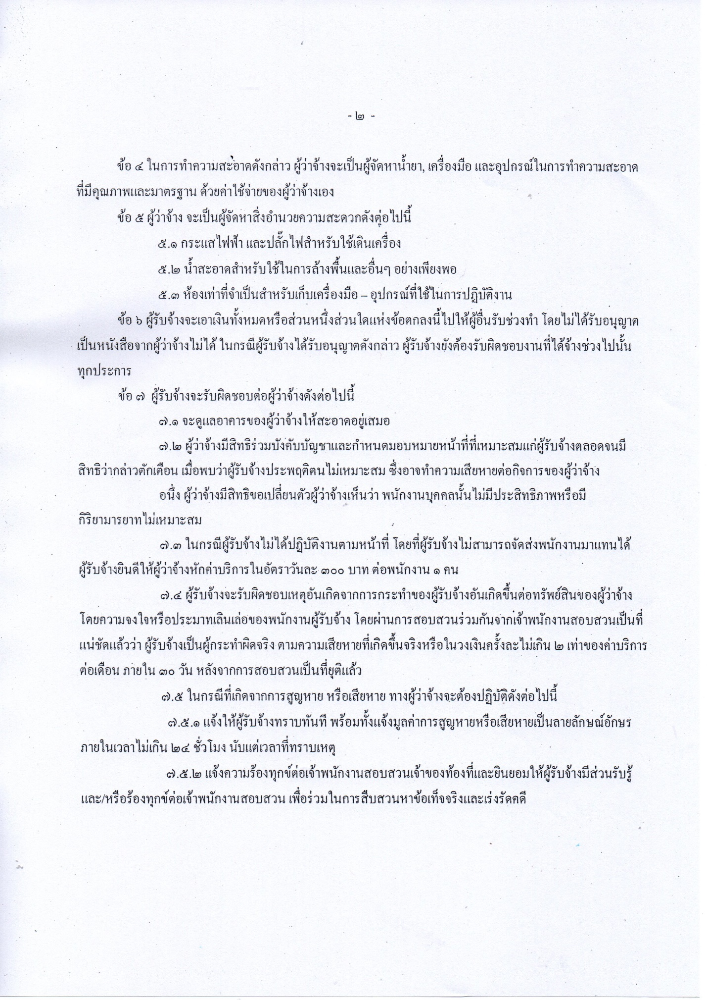 - ๒ -
ข้อ ๔ ในการทำความสะอาดดังกล่าว ผู้ว่าจ้างจะเป็นผู้จัดหาน้ำยา, เครื่องมือ และอุปกรณ์ในการทำความสะอาด
ที่มีคุณภาพและมาตรฐาน ด้วยค่าใช้จ่ายของผู้ว่าจ้างเอง
ข้อ ๕ ผู้ว่าจ้าง จะเป็นผู้จัดหาสิ่งอำนวยความสะดวกดังต่อไปนี้
๕.๑ กระแสไฟฟ้า และปลั๊กไฟสำหรับใช้เดินเครื่อง
๕.๒ น้ำสะอาดสำหรับใช้ในการล้างพื้นและอื่นๆ อย่างเพียงพอ
๕.๓ ห้องเท่าที่จำเป็นสำหรับเก็บเครื่องมือ – อุปกรณ์ที่ใช้ในการปฏิบัติงาน
ข้อ ๖ ผู้รับจ้างจะเอาเงินทั้งหมดหรือส่วนหนึ่งส่วนใดแห่งข้อตกลงนี้ไปให้ผู้อื่นรับช่วงทำ โดยไม่ได้รับอนุญาต
เป็นหนังสือจากผู้ว่าจ้างไม่ได้ ในกรณีผู้รับจ้างได้รับอนุญาตดังกล่าว ผู้รับจ้างยังต้องรับผิดชอบงานที่ได้จ้างช่วงไปนั้น
ทุกประการ
ข้อ ๗ ผู้รับจ้างจะรับผิดชอบต่อผู้ว่าจ้างดังต่อไปนี้
๗.๑ จะดูแลอาคารของผู้ว่าจ้างให้สะอาดอยู่เสมอ
๗.๒ ผู้ว่าจ้างมีสิทธิร่วมบังคับบัญชาและกำหนดมอบหมายหน้าที่ที่เหมาะสมแก่ผู้รับจ้างตลอดจนมี
สิทธิว่ากล่าวตักเตือน เมื่อพบว่าผู้รับจ้างประพฤติตนไม่เหมาะสม ซึ่งอาจทำความเสียหายต่อกิจการของผู้ว่าจ้าง
อนึ่ง ผู้ว่าจ้างมีสิทธิขอเปลี่ยนตัวผู้ว่าจ้างเห็นว่า พนักงานบุคคลนั้นไม่มีประสิทธิภาพหรือมี
กิริยามารยาทไม่เหมาะสม
๗.๓ ในกรณีผู้รับจ้างไม่ได้ปฏิบัติงานตามหน้าที่ โดยที่ผู้รับจ้างไม่สามารถจัดส่งพนักงานมาแทนได้
ผู้รับจ้างยินดีให้ผู้ว่าจ้างหักค่าบริการในอัตราวันละ ๓๐๐ บาท ต่อพนักงาน ๑ คน
๗.๔ ผู้รับจ้างจะรับผิดชอบเหตุอันเกิดจากการกระทำของผู้รับจ้างอันเกิดขึ้นต่อทรัพย์สินของผู้ว่าจ้าง
โดยความจงใจหรือประมาทเลินเล่อของพนักงานผู้รับจ้าง โดยผ่านการสอบสวนร่วมกันจากเจ้าพนักงานสอบสวนเป็นที่
แน่ชัดแล้วว่า ผู้รับจ้างเป็นผู้กระทำผิดจริง ตามความเสียหายที่เกิดขึ้นจริงหรือในวงเงินครั้งละไม่เกิน ๒ เท่าของค่าบริการ
ต่อเดือน ภายใน ๓๐ วัน หลังจากการสอบสวนเป็นที่ยุติแล้ว
๗.๕ ในกรณีที่เกิดจากการสูญหาย หรือเสียหาย ทางผู้ว่าจ้างจะต้องปฏิบัติดังต่อไปนี้
๗.๕.๑ แจ้งให้ผู้รับจ้างทราบทันที พร้อมทั้งแจ้งมูลค่าการสูญหายหรือเสียหายเป็นลายลักษณ์อักษร
ภายในเวลาไม่เกิน ๒๔ ชั่วโมง นับแต่เวลาที่ทราบเหตุ
๗.๕.๒ แจ้งความร้องทุกข์ต่อเจ้าพนักงานสอบสวนเจ้าของท้องที่และยินยอมให้ผู้รับจ้างมีส่วนรับรู้
และ/หรือร้องทุกข์ต่อเจ้าพนักงานสอบสวน เพื่อร่วมในการสืบสวนหาข้อเท็จจริงและเร่งรัดคดี